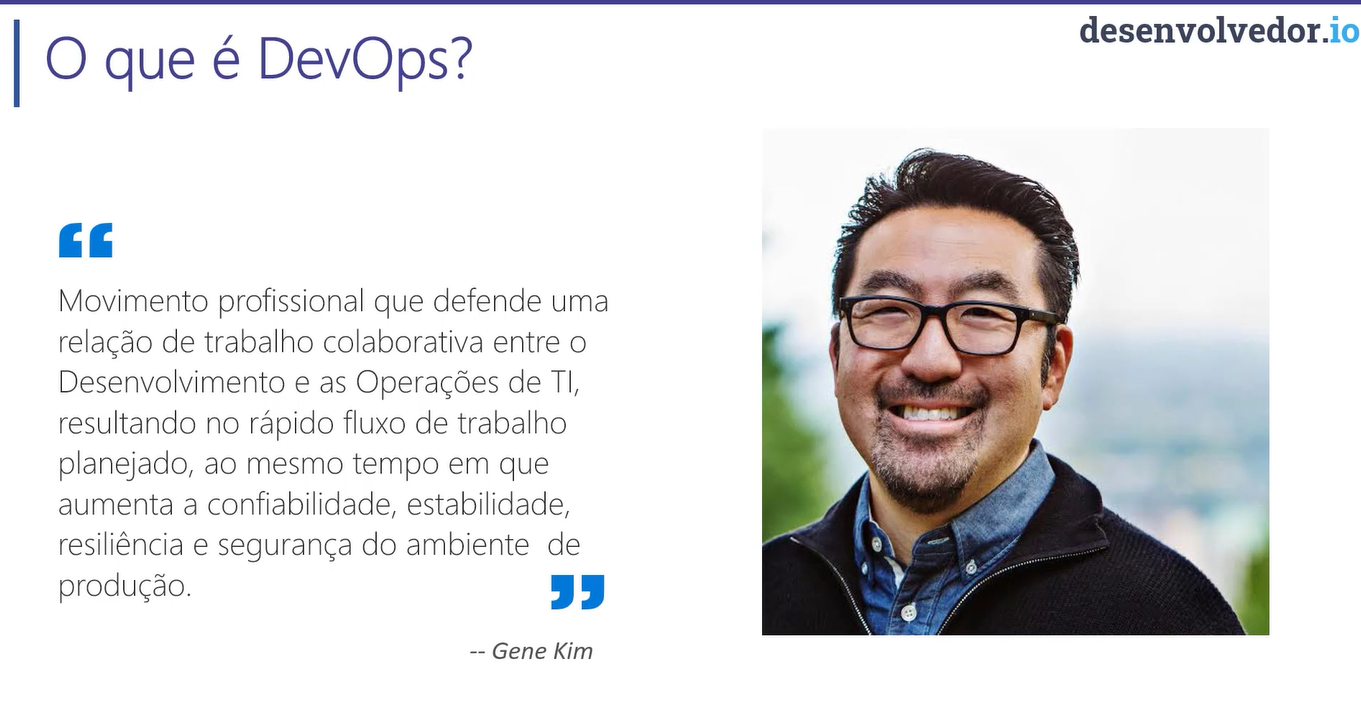 desenvolvedor.io
O que é DevOps?
“
Movimento profissional que defende uma
relação de trabalho colaborativa entre o
Desenvolvimento e as Operações de TI,
resultando no rápido fluxo de trabalho
planejado, ao mesmo tempo em que
aumenta a confiabilidade, estabilidade,
resiliência e segurança do ambiente  de
produção.
”
-- Gene Kim